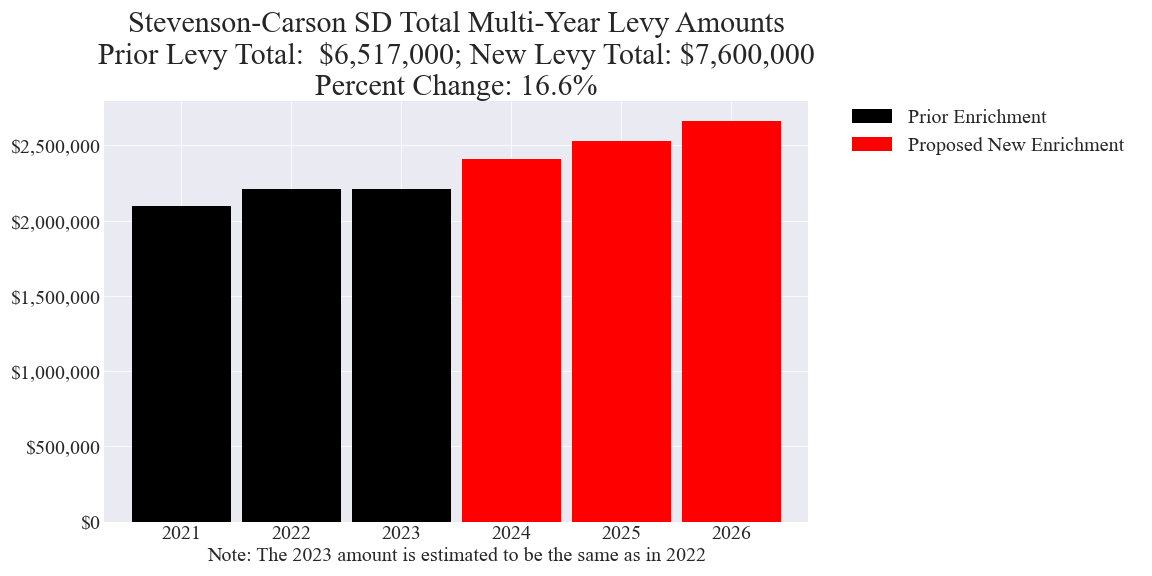 Stevenson-Carson SD Total Multi-Year Levy Amounts
Prior Levy Total:  $6,517,000; New Levy Total: $7,600,000
Percent Change: 16.6%
Prior Enrichment
Proposed New Enrichment
$2,500,000
$2,000,000
$1,500,000
$1,000,000
$500,000
$0
2021 2022 2023 2024 2025 2026
Note: The 2023 amount is estimated to be the same as in 2022